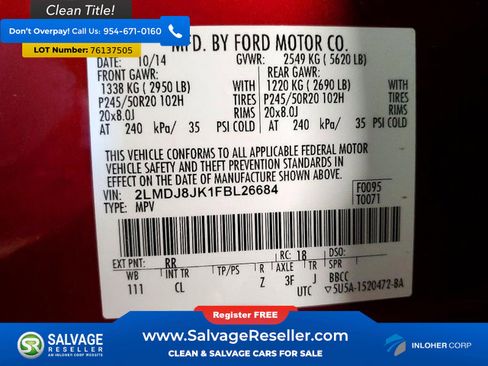 Clean Title!
Don't Overpay! Call Us: 954-671-0160
LOT Number: 76137505
MFD. BY FORD MOTOR CO.
DATE: 10/14 GVWR: 2549 KG (5620 LB)
FRONT GAWR: REAR GAWR:
1338 KG (2950 LB) WITH 1220 KG (2690 LB) WITH
P245/50R20 102H TIRES P245/50R20 102H TIRES
20x8.0J RIMS 20x8.0J RIMS
AT 240 kPa/ 35 PSI COLD AT 240 kPa/ 35 PSI COLD
THIS VEHICLE CONFORMS TO ALL APPLICABLE FEDERAL MOTOR
VEHICLE SAFETY AND THEFT PREVENTION STANDARDS IN
EFFECT ON THE DATE OF MANUFACTURE SHOWN ABOVE.
VIN: 2LMDJ8JK1FBL26684 F0095
TYPE: MPV T0071
EXT PNT: RR RC: 18 DSO:
WB INT TR TP/PS R AXLE TR
111 CL Z 3F J BBCC
UTC ▽5U5A-1520472-BA
Register FREE
SALVAGE RESELLER
AN INLOHER CORP WEBSITE
www.SalvageReseller.com
CLEAN & SALVAGE CARS FOR SALE
INLOHER CORP